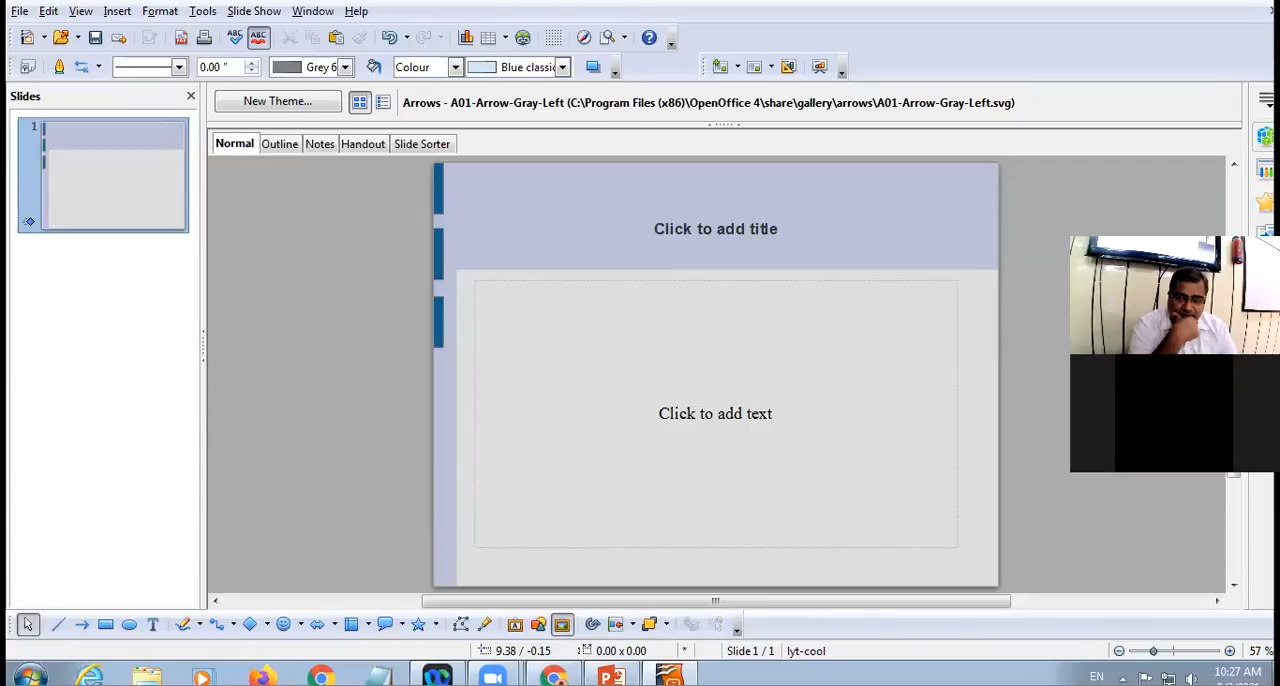 File Edit View Insert Format Tools Slide Show Window Help
0.00 " Grey 6 Colour Blue classic
Slides New Theme... Arrows - A01-Arrow-Gray-Left (C:\Program Files (x86)\OpenOffice 4\share\gallery\arrows\A01-Arrow-Gray-Left.svg)
1
Normal Outline Notes Handout Slide Sorter
Click to add title
Click to add text
9.38 / -0.15 0.00 x 0.00 * Slide 1 / 1 lyt-cool 57 %
EN 10:27 AM